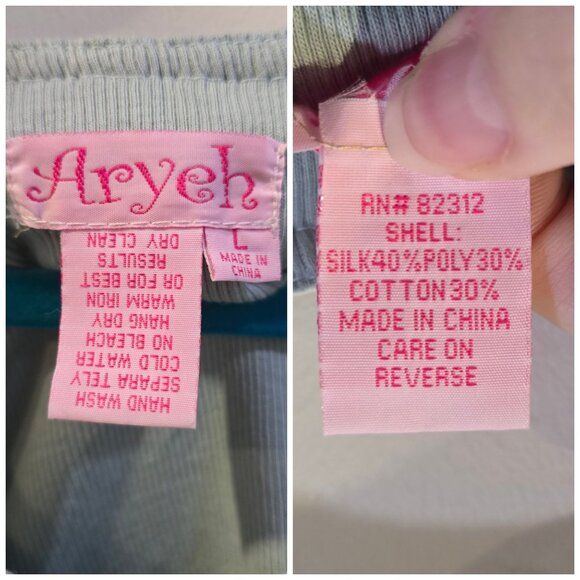 Aryeh
L
MADE IN
CHINA
HAND WASH
SEPARA TELY
COLD WATER
NO BLEACH
HANG DRY
WARM IRON
OR FOR BEST
RESULTS
DRY CLEAN
RN# 82312
SHELL:
SILK40%POLY30%
COTTON30%
MADE IN CHINA
CARE ON
REVERSE